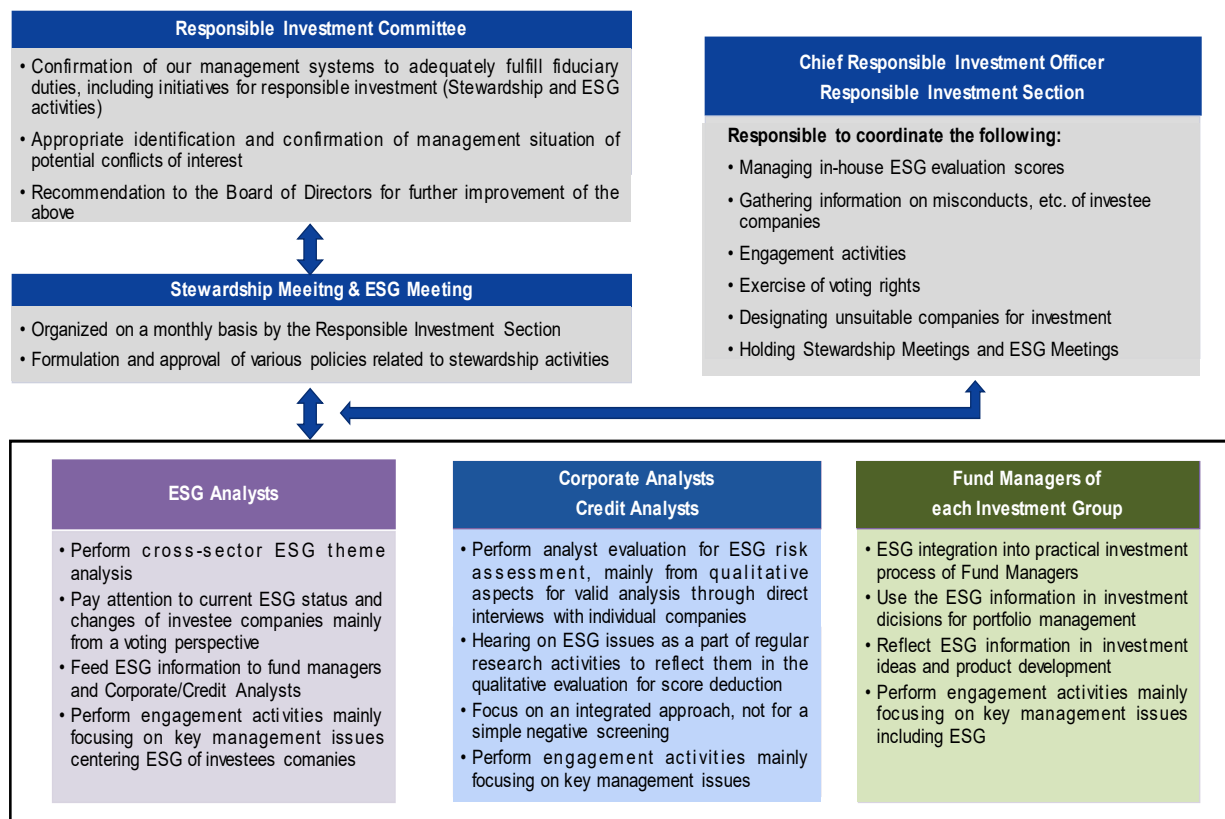 Responsible Investment Committee
• Confirmation of our management systems to adequately fulfill fiduciary
duties, including initiatives for responsible investment (Stewardship and ESG
activities)
• Appropriate identification and confirmation of management situation of
potential conflicts of interest
• Recommendation to the Board of Directors for further improvement of the
above
Stewardship Meeitng & ESG Meeting
• Organized on a monthly basis by the Responsible Investment Section
• Formulation and approval of various policies related to stewardship activities
Chief Responsible Investment Officer
Responsible Investment Section
Responsible to coordinate the following:
• Managing in-house ESG evaluation scores
• Gathering information on misconducts, etc. of investee
companies
• Engagement activities
• Exercise of voting rights
• Designating unsuitable companies for investment
• Holding Stewardship Meetings and ESG Meetings
ESG Analysts
• Perform cross-sector ESG theme
analysis
• Pay attention to current ESG status and
changes of investee companies mainly
from a voting perspective
• Feed ESG information to fund managers
and Corporate/Credit Analysts
• Perform engagement activities mainly
focusing on key management issues
centering ESG of investees comanies
Corporate Analysts
Credit Analysts
• Perform analyst evaluation for ESG risk
assessment, mainly from qualitative
aspects for valid analysis through direct
interviews with individual companies
• Hearing on ESG issues as a part of regular
research activities to reflect them in the
qualitative evaluation for score deduction
• Focus on an integrated approach, not for a
simple negative screening
• Perform engagement activities mainly
focusing on key management issues
Fund Managers of
each Investment Group
• ESG integration into practical investment
process of Fund Managers
• Use the ESG information in investment
dicisions for portfolio management
• Reflect ESG information in investment
ideas and product development
• Perform engagement activities mainly
focusing on key management issues
including ESG